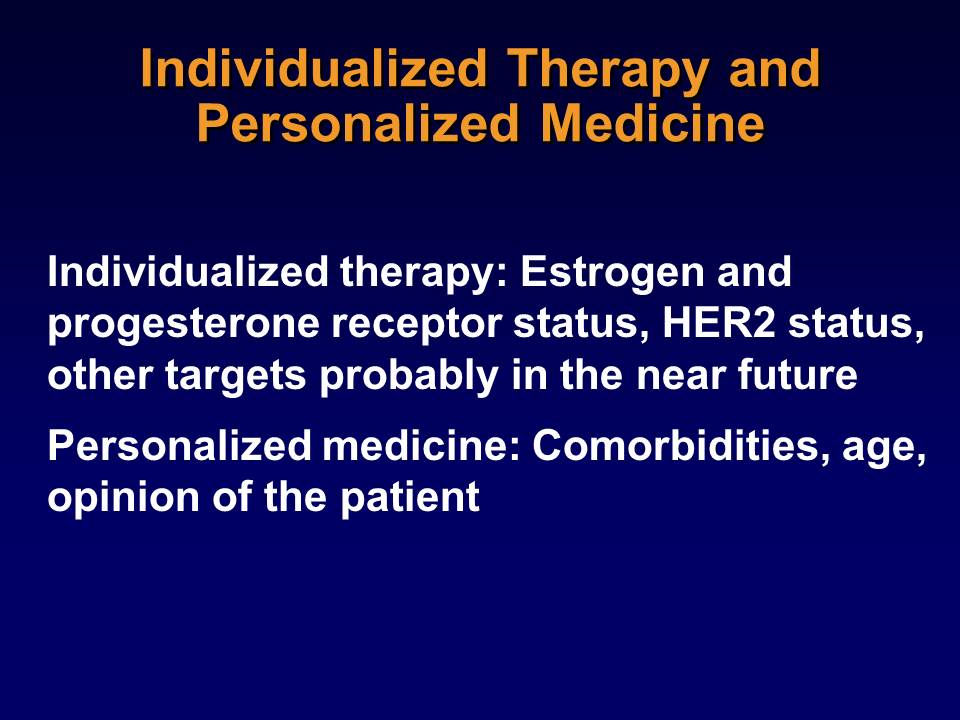 Individualized Therapy and
Personalized Medicine
Individualized therapy: Estrogen and
progesterone receptor status, HER2 status,
other targets probably in the near future
Personalized medicine: Comorbidities, age,
opinion of the patient